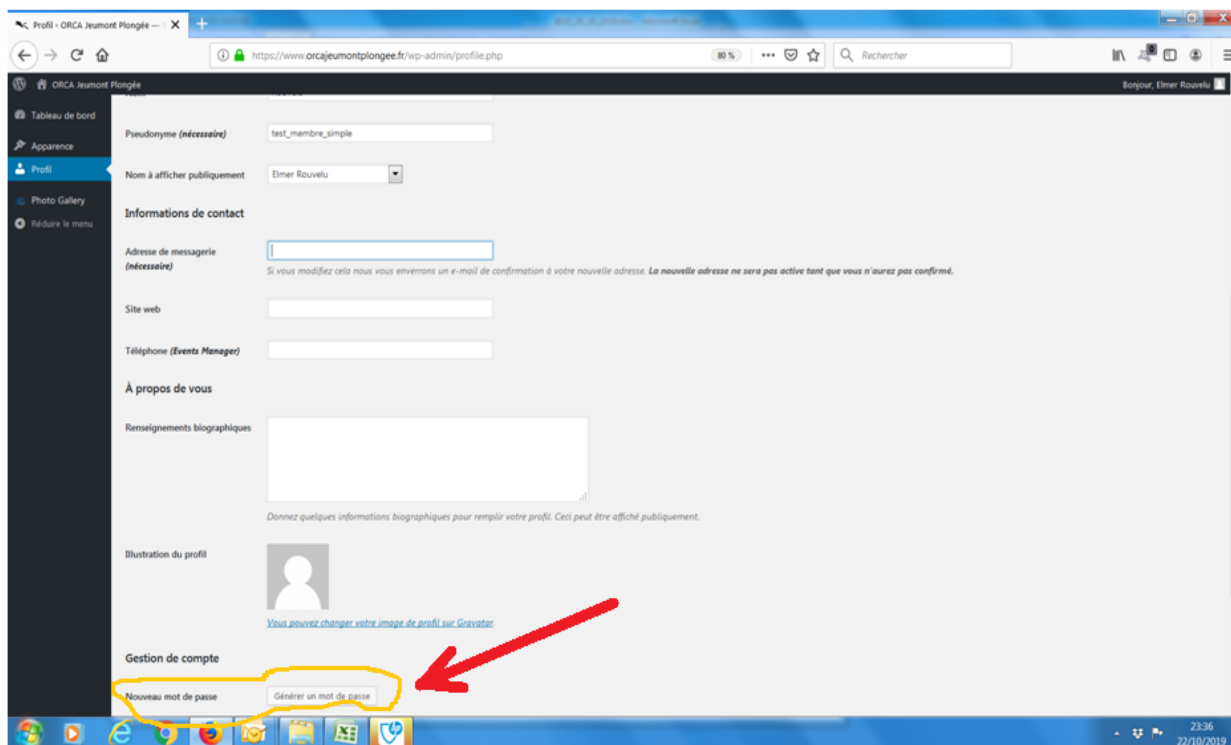 Profil ‹ ORCA Jeumont Plongée —
https://www.orcajeumontplongee.fr/wp-admin/profile.php
80 %
Rechercher
ORCA Jeumont Plongée
Bonjour, Elmer Rouvelu
Tableau de bord
Apparence
Profil
Photo Gallery
Réduire le menu
Pseudonyme (nécessaire)
test_membre_simple
Nom à afficher publiquement
Elmer Rouvelu
Informations de contact
Adresse de messagerie
(nécessaire)
Si vous modifiez cela nous vous enverrons un e-mail de confirmation à votre nouvelle adresse. La nouvelle adresse ne sera pas active tant que vous n'aurez pas confirmé.
Site web
Téléphone (Events Manager)
À propos de vous
Renseignements biographiques
Donnez quelques informations biographiques pour remplir votre profil. Ceci peut être affiché publiquement.
Illustration du profil
Vous pouvez changer votre image de profil sur Gravatar.
Gestion de compte
Nouveau mot de passe
Générer un mot de passe
23:36
22/10/2019